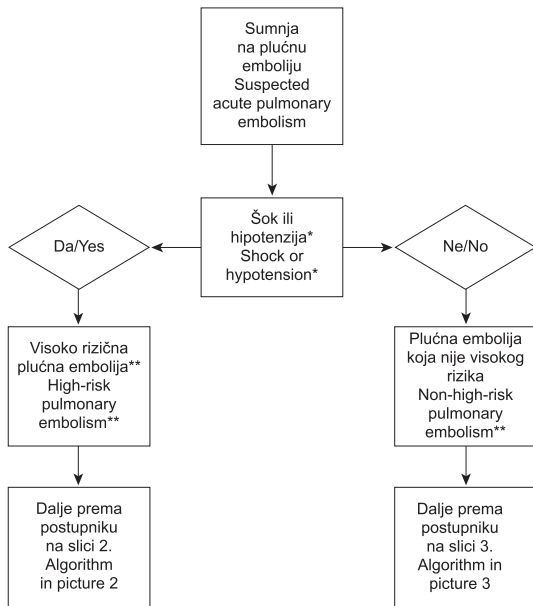 Sumnja
na plućnu
emboliju
Suspected
acute pulmonary
embolism
Šok ili
hipotenzija*
Shock or
hypotension*
Da/Yes
Ne/No
Visoko rizična
plućna embolija**
High-risk
pulmonary
embolism**
Plućna embolija
koja nije visokog
rizika
Non-high-risk
pulmonary
embolism**
Dalje prema
postupniku
na slici 2.
Algorithm
in picture 2
Dalje prema
postupniku
na slici 3.
Algorithm in
picture 3